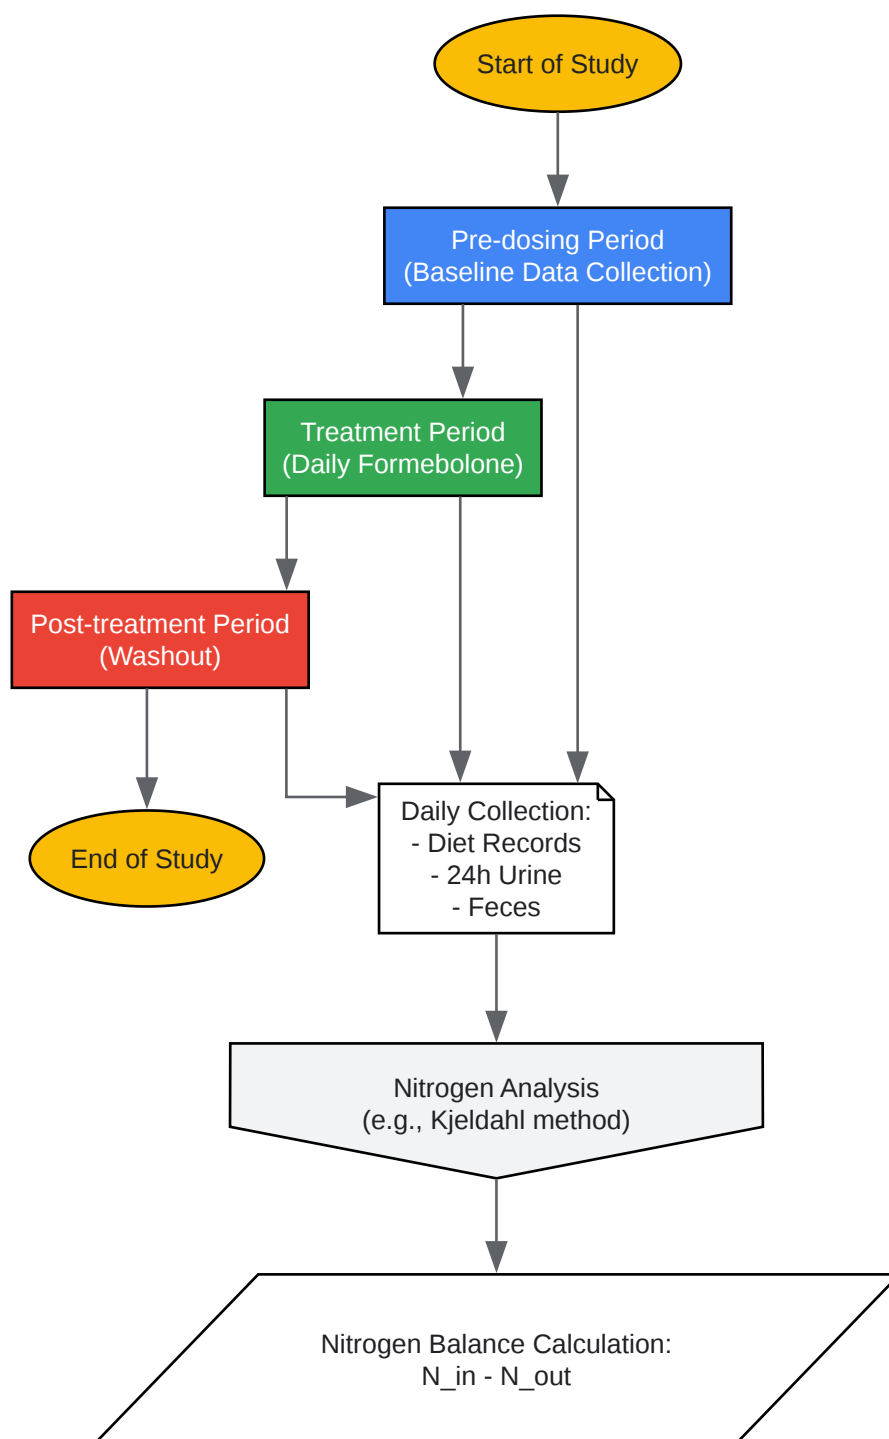 Start of Study
Pre-dosing Period
(Baseline Data Collection)
Treatment Period
(Daily Formebolone)
Post-treatment Period
(Washout)
End of Study
Daily Collection:
- Diet Records
- 24h Urine
- Feces
Nitrogen Analysis
(e.g., Kjeldahl method)
Nitrogen Balance Calculation:
N_in - N_out